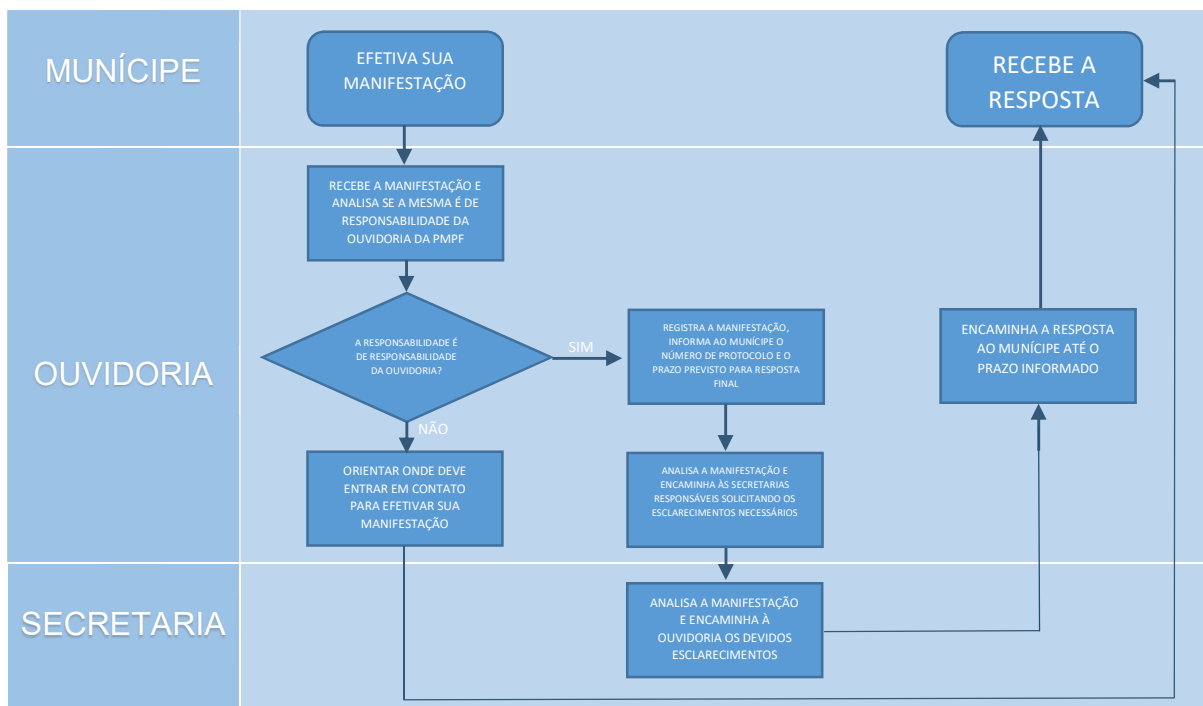 MUNÍCIPE
EFETIVA SUA
MANIFESTAÇÃO
RECEBE A
RESPOSTA
OUVIDORIA
RECEBE A MANIFESTAÇÃO E
ANALISA SE A MESMA É DE
RESPONSABILIDADE DA
OUVIDORIA DA PMPF
A RESPONSABILIDADE É
DE RESPONSABILIDADE
DA OUVIDORIA?
SIM
REGISTRA A MANIFESTAÇÃO,
INFORMA AO MUNÍCIPE O
NÚMERO DE PROTOCOLO E O
PRAZO PREVISTO PARA RESPOSTA
FINAL
ENCAMINHA A RESPOSTA
AO MUNÍCIPE ATÉ O
PRAZO INFORMADO
NÃO
ORIENTAR ONDE DEVE
ENTRAR EM CONTATO
PARA EFETIVAR SUA
MANIFESTAÇÃO
ANALISA A MANIFESTAÇÃO E
ENCAMINHA ÀS SECRETARIAS
RESPONSÁVEIS SOLICITANDO OS
ESCLARECIMENTOS NECESSÁRIOS
SECRETARIA
ANALISA A MANIFESTAÇÃO
E ENCAMINHA À
OUVIDORIA OS DEVIDOS
ESCLARECIMENTOS